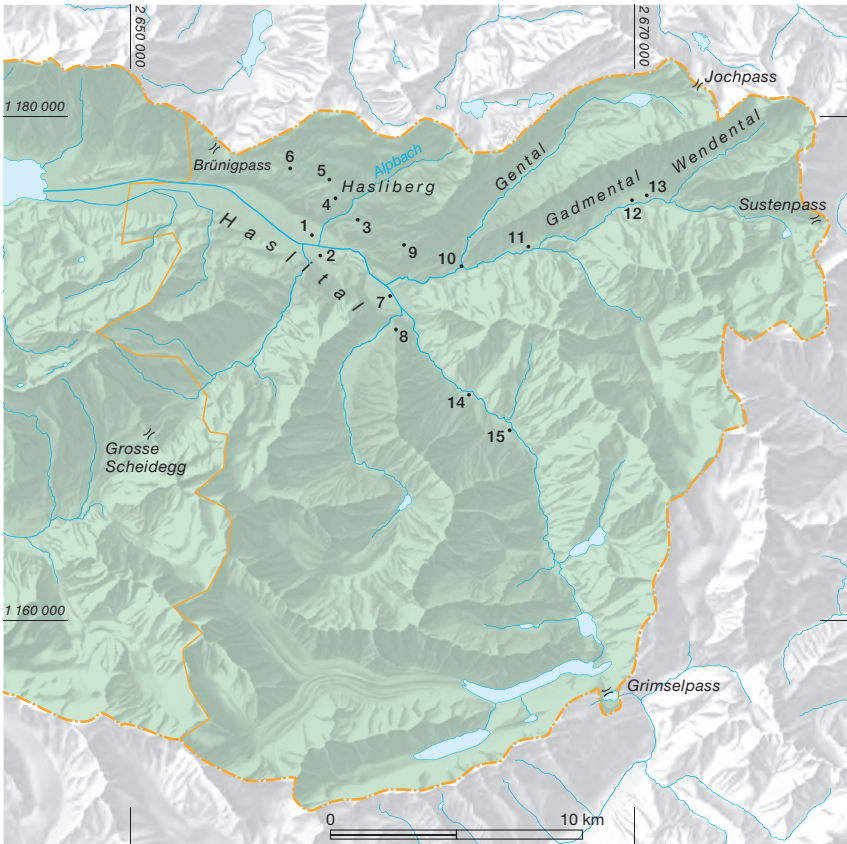 2 650 000
2 670 000
Jochpass
1 180 000
Brünigpass
Alpbach
Gental
Wendental
6
5
Hasliberg
4
Gadmental
13
12
Sustenpass
Haslital
1
3
2
9
10
11
7
8
14
15
Grosse
Scheidegg
1 160 000
Grimselpass
0
10 km